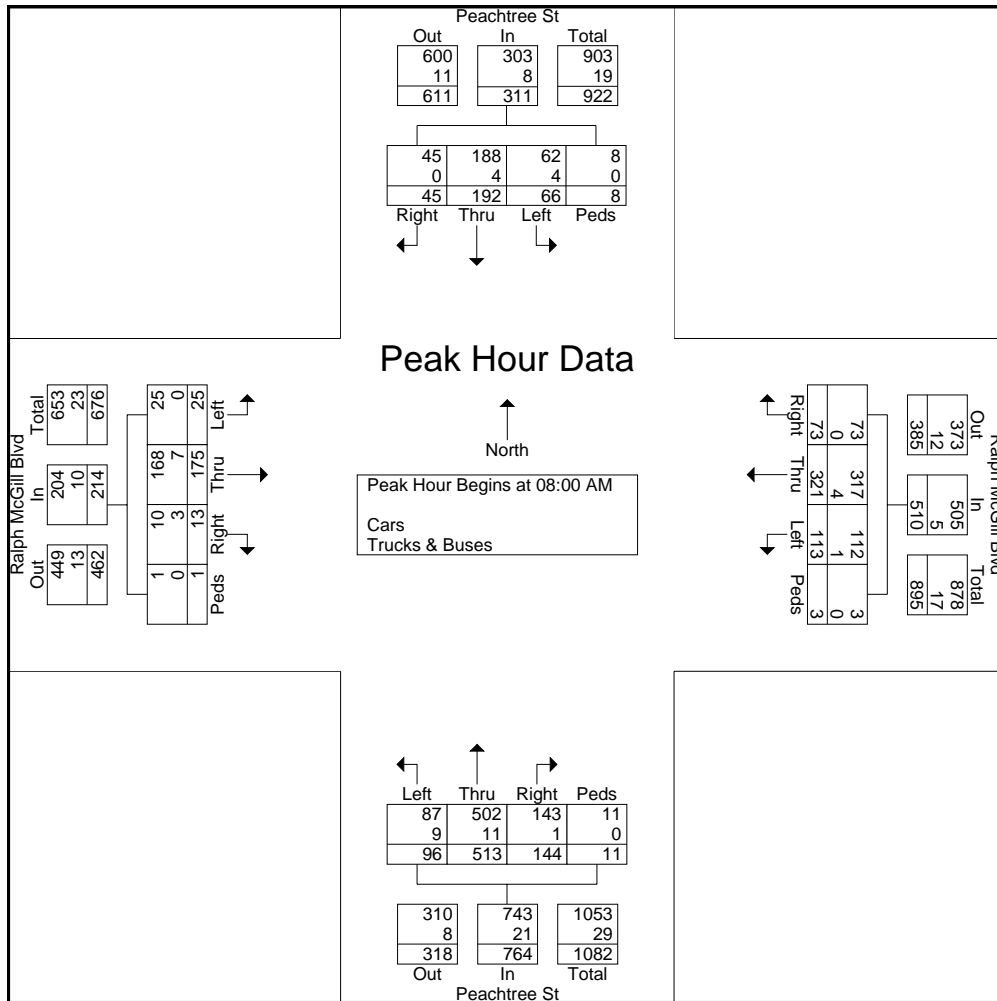 Peachtree St
Out In Total
600 303 903
11 8 19
611 311 922
45 188 62 8
0 4 4 0
45 192 66 8
Right Thru Left Peds
Peak Hour Data
North
Peak Hour Begins at 08:00 AM
Cars
Trucks & Buses
Ralph McGill Blvd
Total In Out
653 204 449
23 10 13
676 214 462
25 168 10 1
0 7 3 0
25 175 13 1
Left Thru Right Peds
Right Thru Left Peds
73 321 113 3
0 4 1 0
73 317 112 3
385 510 895
12 5 17
373 505 878
Out In Total
Ralph McGill Blvd
Left Thru Right Peds
87 502 143 11
9 11 1 0
96 513 144 11
310 743 1053
8 21 29
318 764 1082
Out In Total
Peachtree St